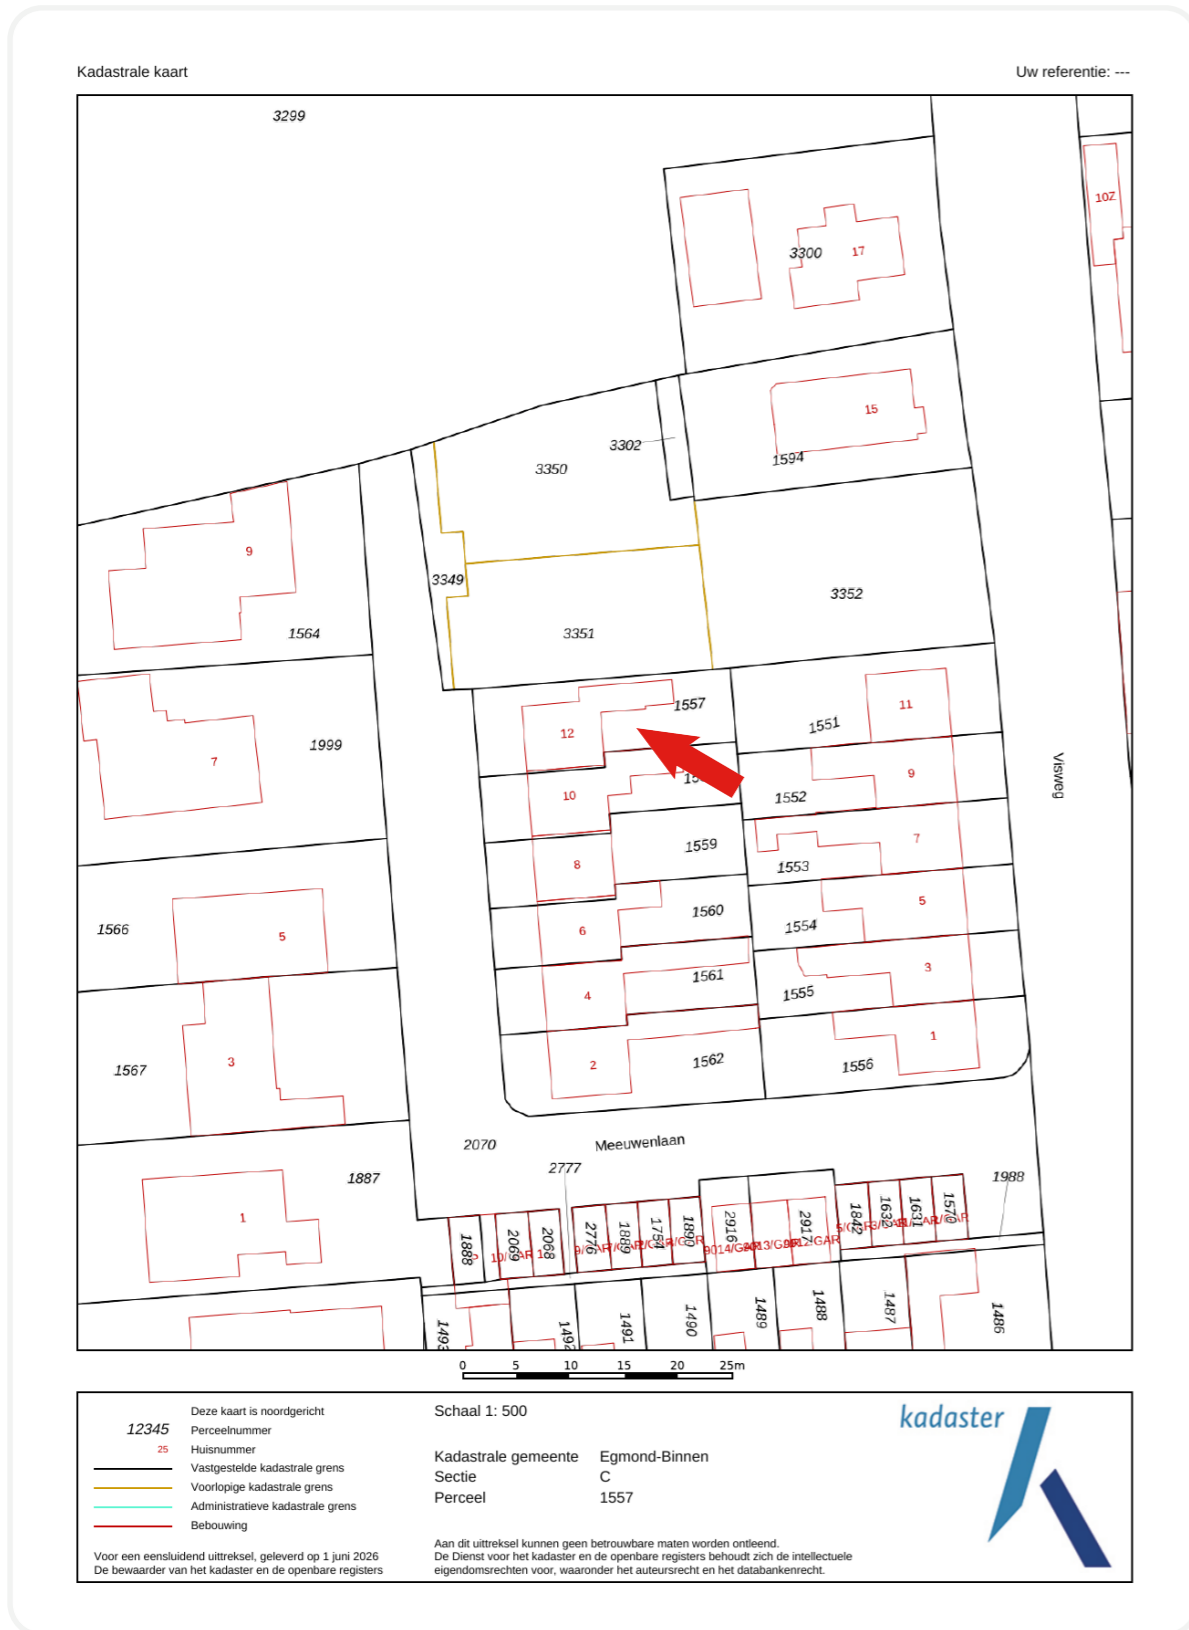 Kadastrale kaart
Uw referentie: ---
3299
10Z
3300
17
15
3302
3350
1594
9
3349
3352
1564
3351
1557
11
12
1551
1999
7
Visweg
9
10
1552
1559
7
8
1553
1560
5
1566
5
6
1554
1561
3
4
1555
1
3
1567
2
1562
1556
Meeuwenlaan
2070
2777
1988
1887
1
1888
2069
2068
2776
1889
1754
1890
2916
2917
1842
1632
1631
1570
9014/GAR
1493
1492
1491
1490
1489
1488
1487
1486
0 5 10 15 20 25m
Deze kaart is noordgericht
12345 Perceelnummer
25 Huisnummer
Vastgestelde kadastrale grens
Voorlopige kadastrale grens
Administratieve kadastrale grens
Bebouwing
Voor een eensluidend uittreksel, geleverd op 1 juni 2026
De bewaarder van het kadaster en de openbare registers
Schaal 1: 500
Kadastrale gemeente Egmond-Binnen
Sectie C
Perceel 1557
Aan dit uittreksel kunnen geen betrouwbare maten worden ontleend.
De Dienst voor het kadaster en de openbare registers behoudt zich de intellectuele
eigendomsrechten voor, waaronder het auteursrecht en het databankenrecht.
kadaster